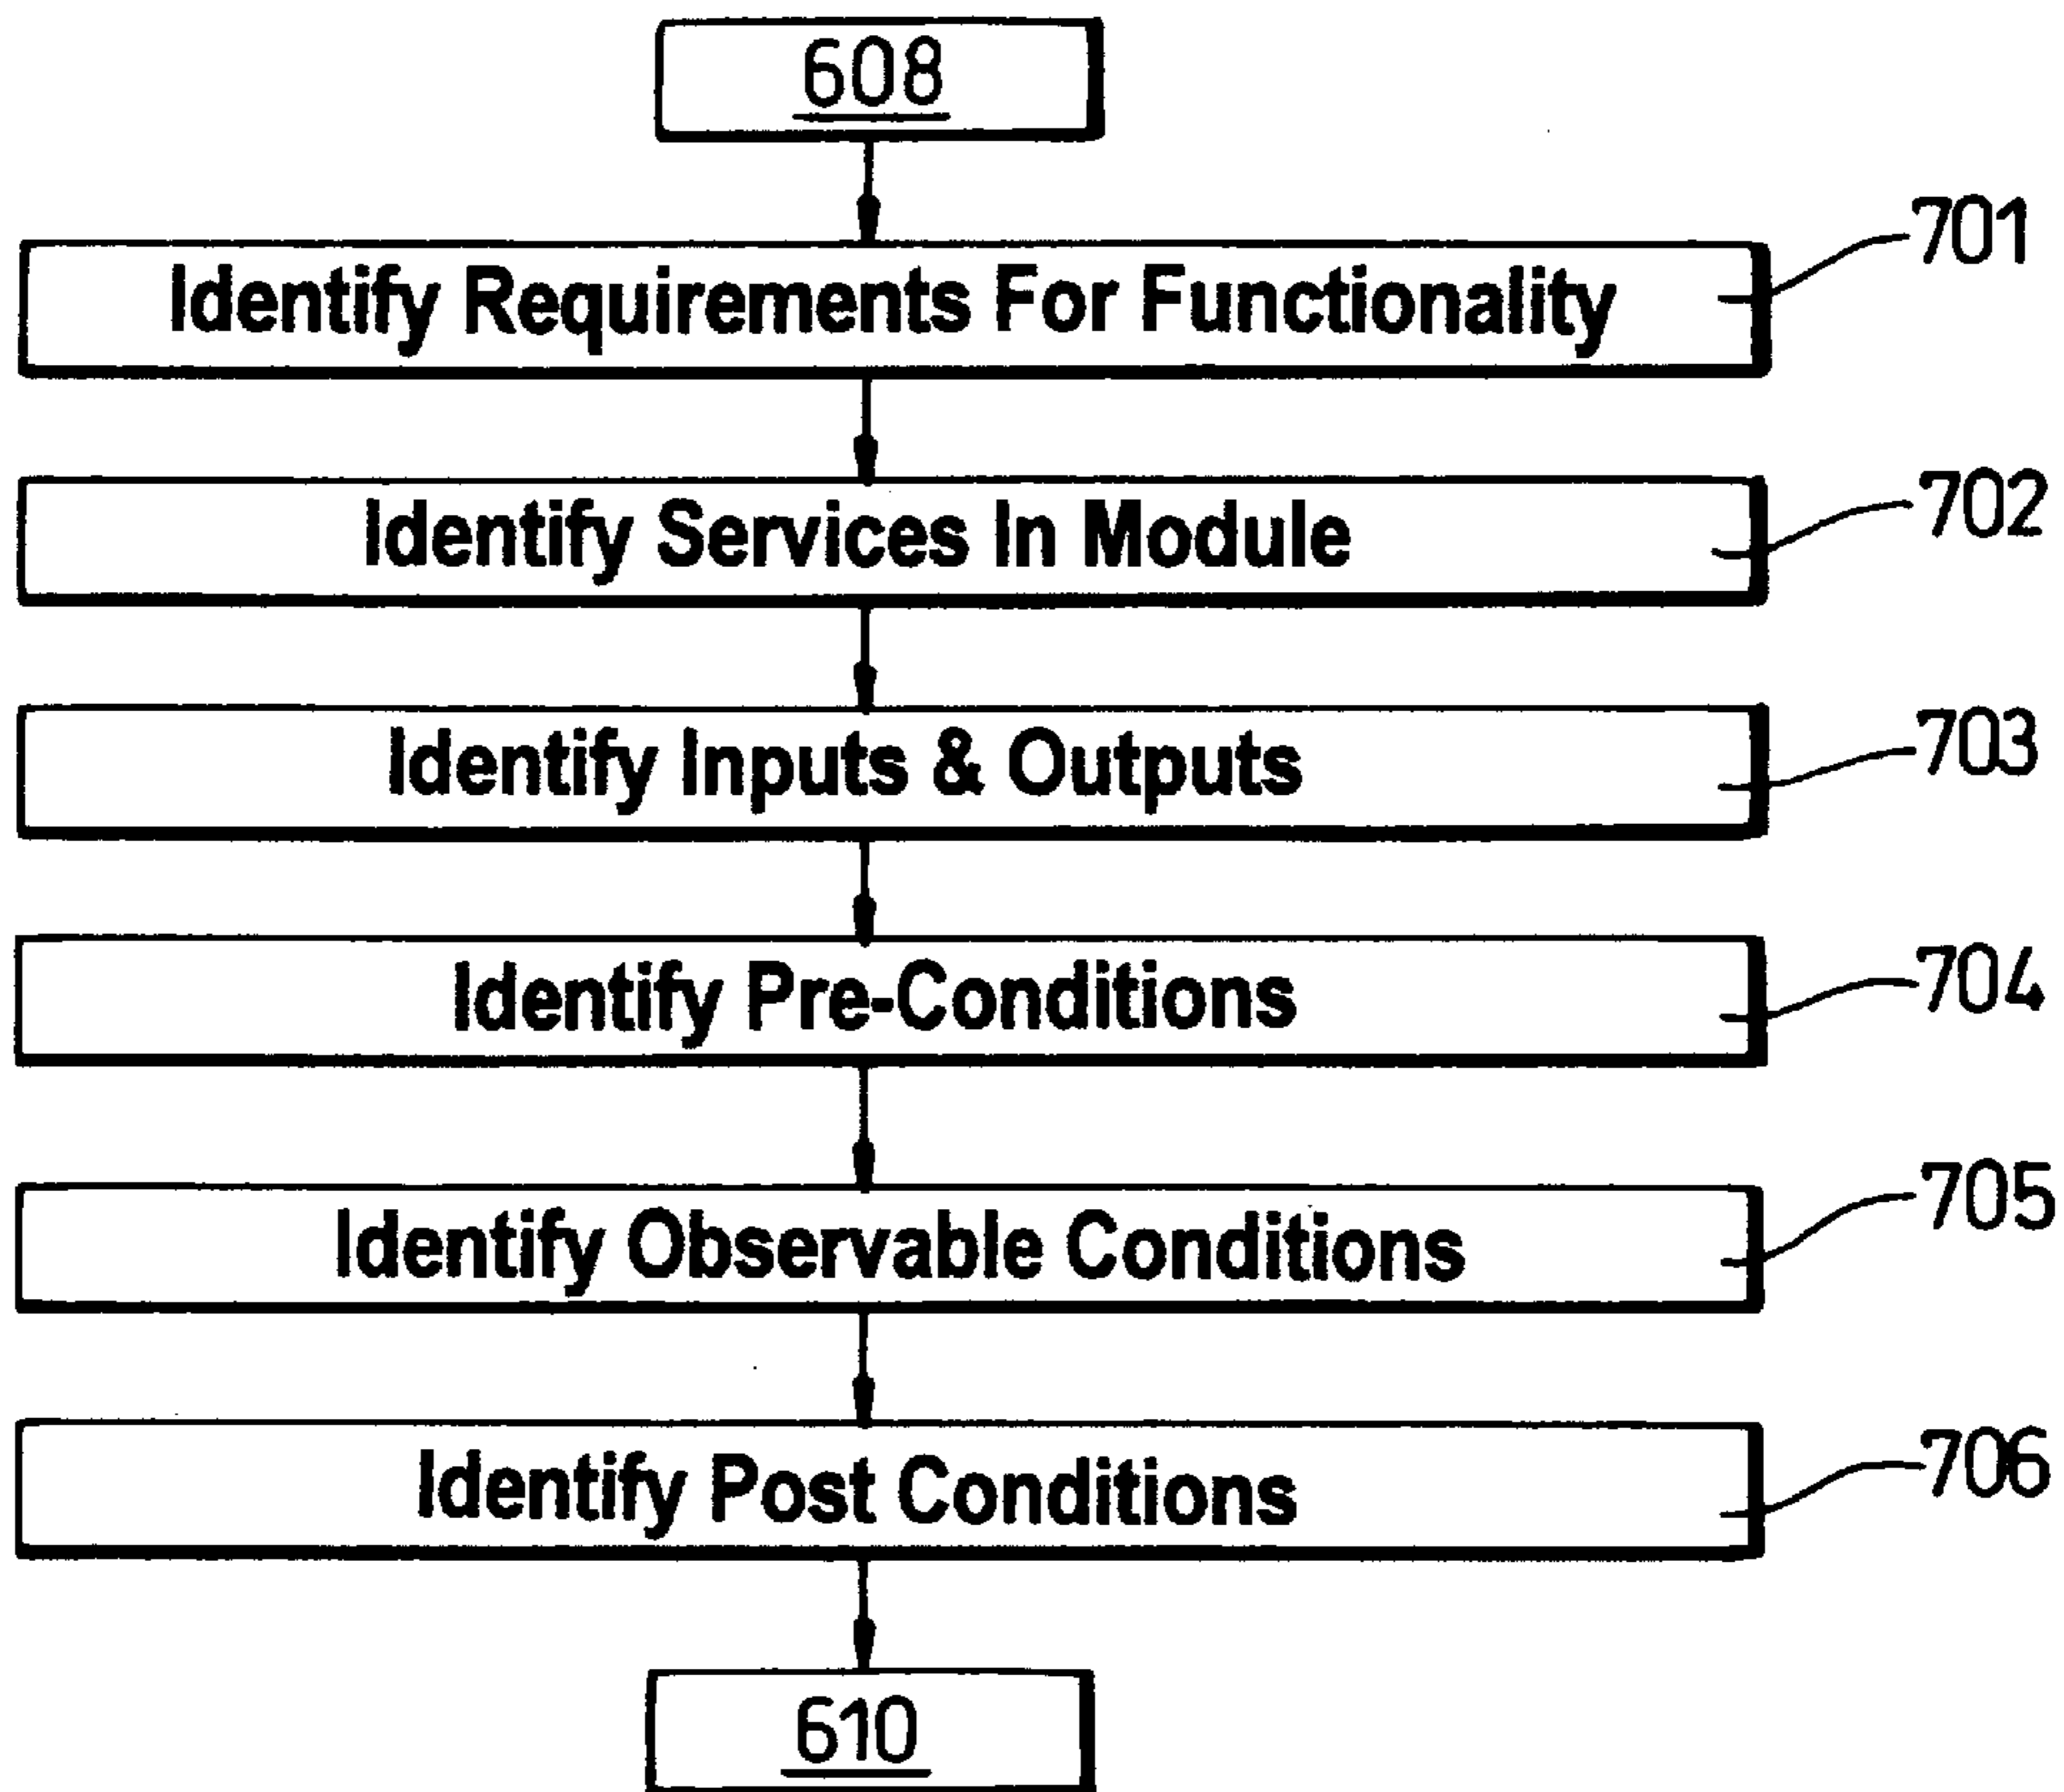 608
701
Identify Requirements For Functionality
702
Identify Services In Module
703
Identify Inputs & Outputs
704
Identify Pre-Conditions
705
Identify Observable Conditions
706
Identify Post Conditions
610